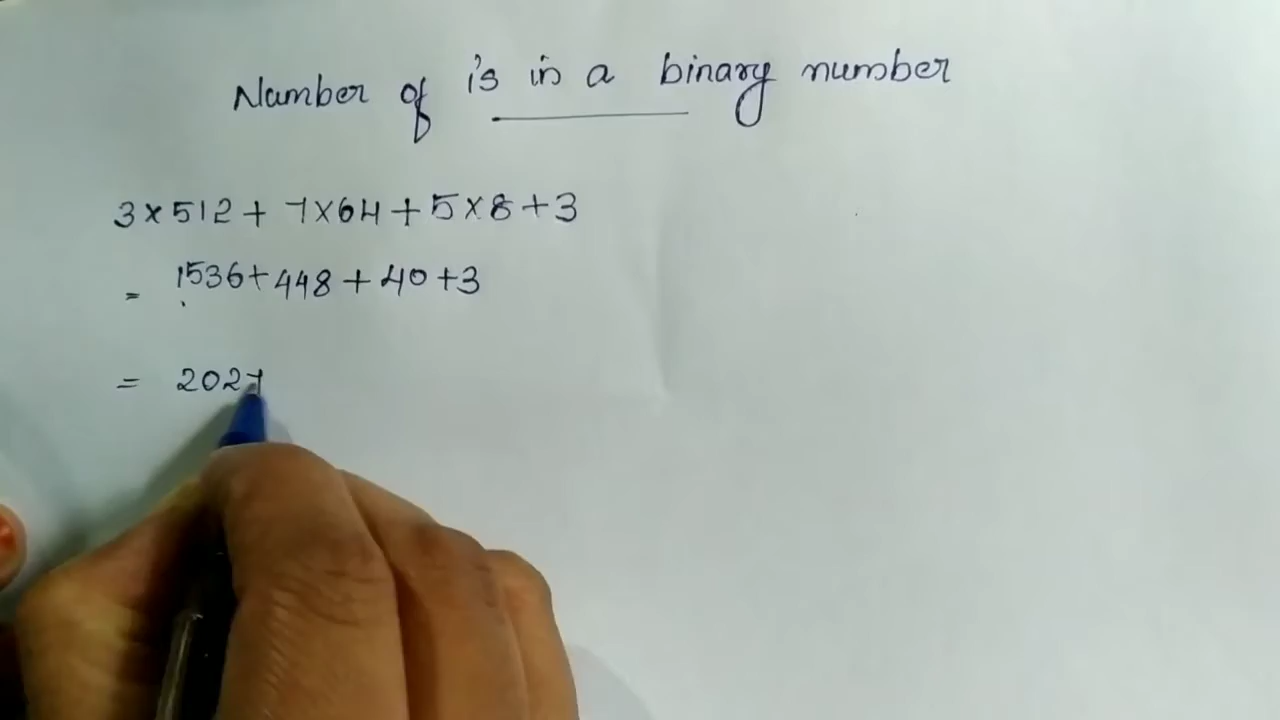 Number of 1's in a binary number
3×512+ 7×64+5×8+3
= 1536+448+40+3
= 2027